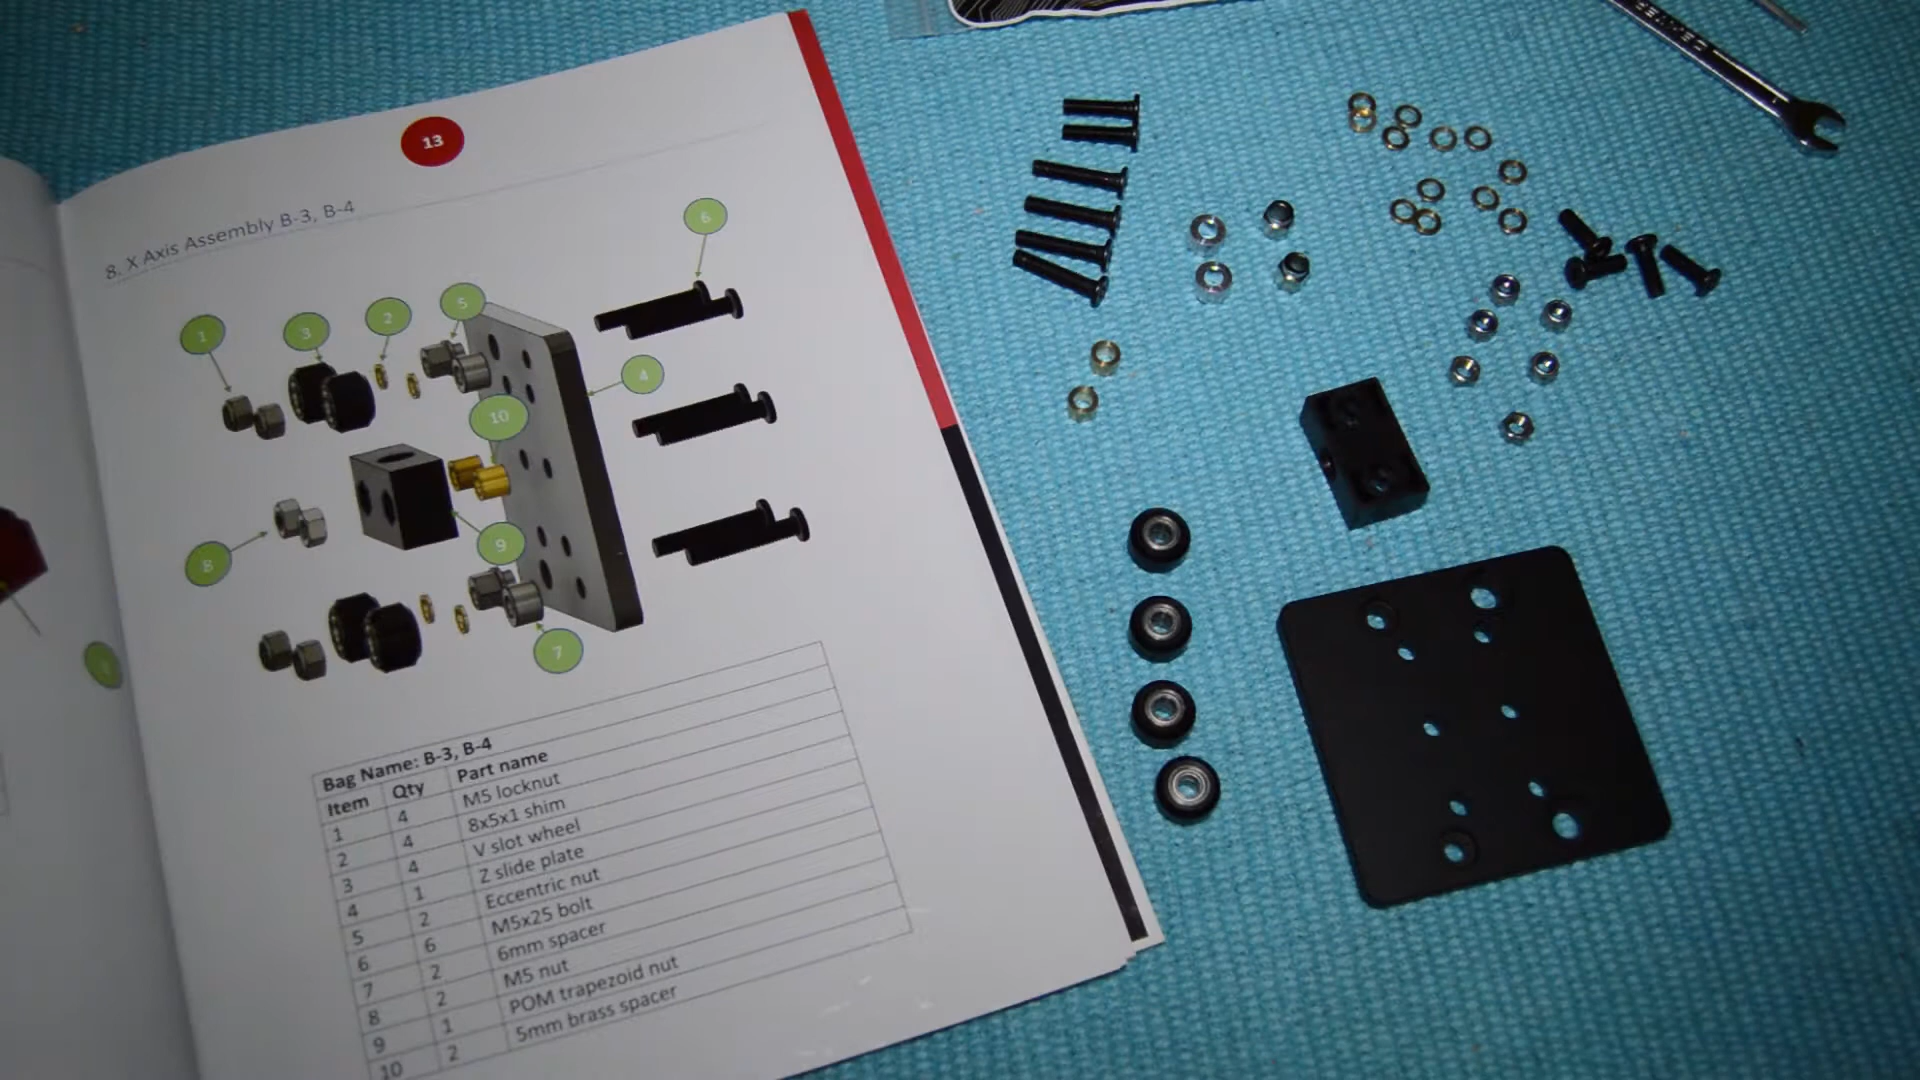 13
8. X Axis Assembly B-3, B-4
6
5
2
3
1
4
10
9
8
7
Bag Name: B-3, B-4
Item Qty Part name
1 4 M5 locknut
2 4 8x5x1 shim
3 4 V slot wheel
4 1 Z slide plate
5 2 Eccentric nut
6 6 M5x25 bolt
7 2 6mm spacer
8 2 M5 nut
9 1 POM trapezoid nut
10 2 5mm brass spacer